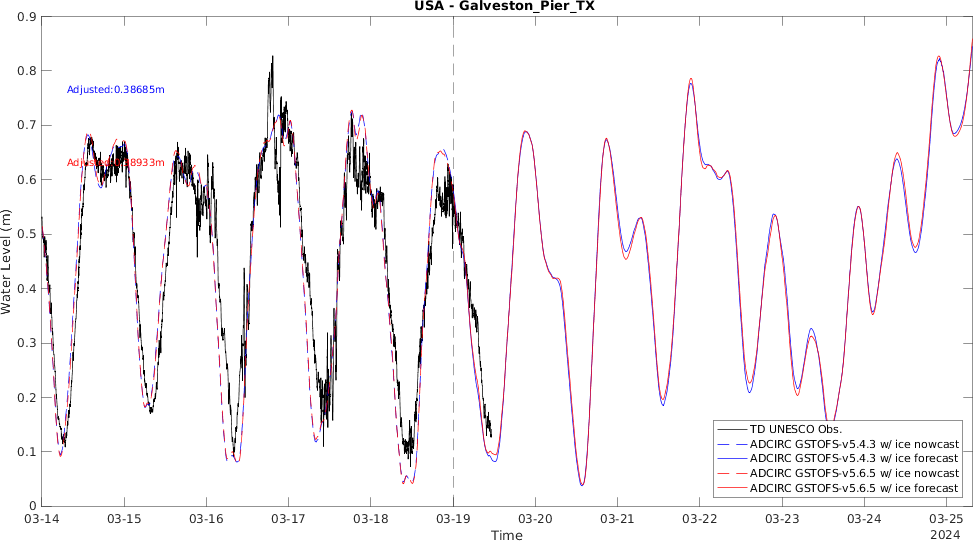 USA - Galveston_Pier_TX
0.9
0.8
0.7
0.6
0.5
0.4
0.3
0.2
0.1
0
Water Level (m)
Adjusted:0.38685m
TD UNESCO Obs.
ADCIRC GSTOFS-v5.4.3 w/ ice nowcast
ADCIRC GSTOFS-v5.4.3 w/ ice forecast
ADCIRC GSTOFS-v5.6.5 w/ ice nowcast
ADCIRC GSTOFS-v5.6.5 w/ ice forecast
03-14 03-15 03-16 03-17 03-18 03-19 03-20 03-21 03-22 03-23 03-24 03-25
Time
2024